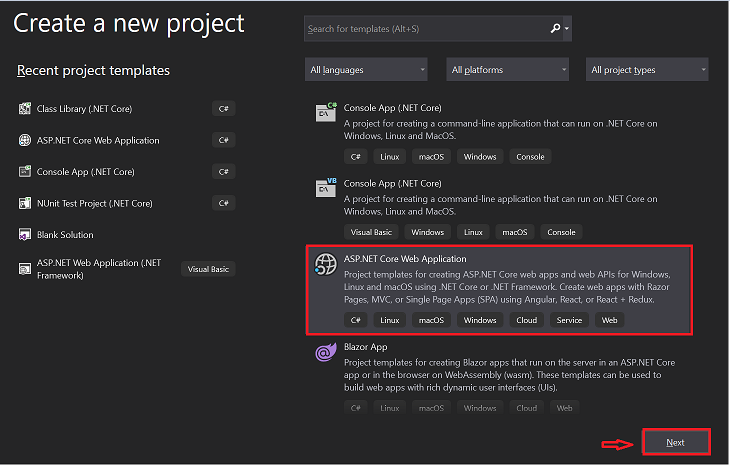 Create a new project
Search for templates (Alt+S)
Recent project templates
All languages
All platforms
All project types
Class Library (.NET Core)
C#
ASP.NET Core Web Application
C#
Console App (.NET Core)
C#
NUnit Test Project (.NET Core)
C#
Blank Solution
ASP.NET Web Application (.NET
Framework)
Visual Basic
C#
Console App (.NET Core)
A project for creating a command-line application that can run on .NET Core on
Windows, Linux and MacOS.
C# Linux macOS Windows Console
VB
Console App (.NET Core)
A project for creating a command-line application that can run on .NET Core on
Windows, Linux and MacOS.
Visual Basic Windows Linux macOS Console
ASP.NET Core Web Application
Project templates for creating ASP.NET Core web apps and web APIs for Windows,
Linux and macOS using .NET Core or .NET Framework. Create web apps with Razor
Pages, MVC, or Single Page Apps (SPA) using Angular, React, or React + Redux.
C# Linux macOS Windows Cloud Service Web
Blazor App
Project templates for creating Blazor apps that run on the server in an ASP.NET Core
app or in the browser on WebAssembly (wasm). These templates can be used to
build web apps with rich dynamic user interfaces (UIs).
C# Linux macOS Windows Cloud Web
Next